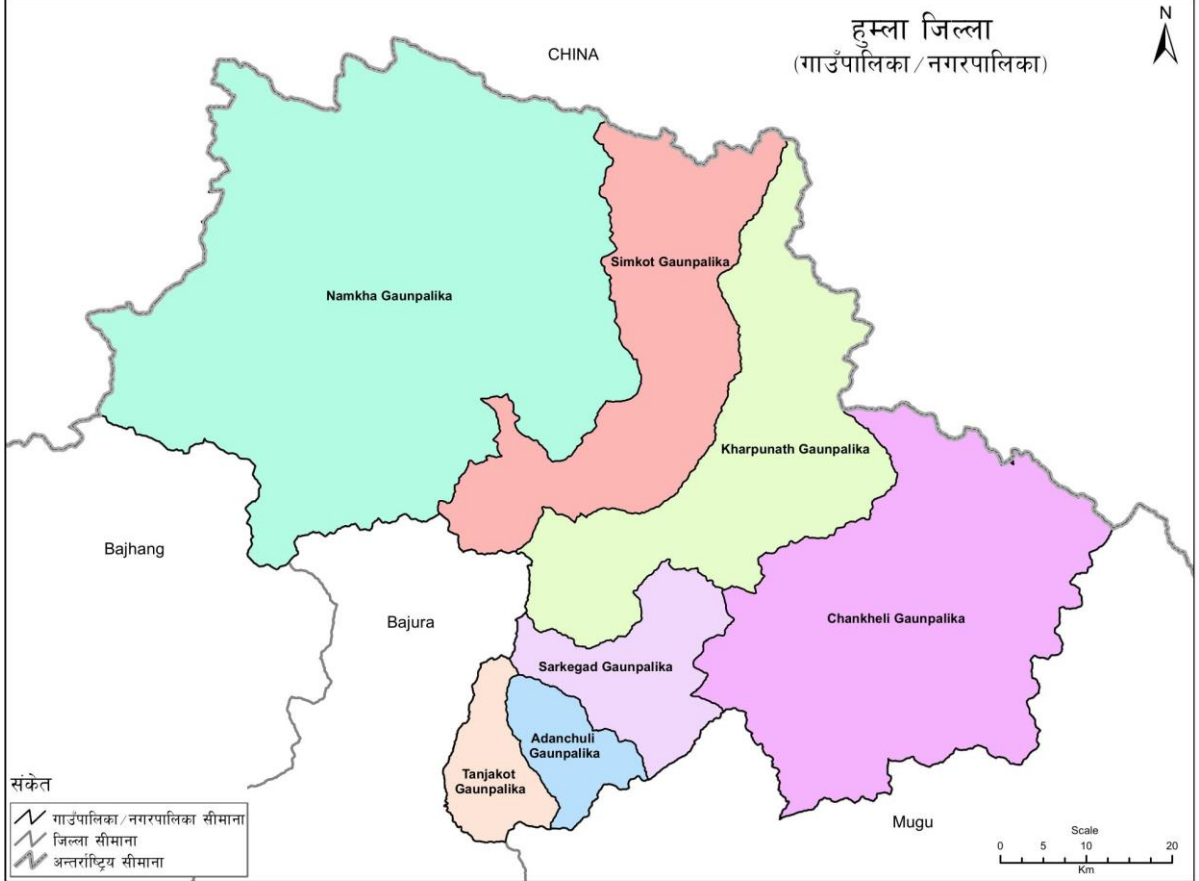 हुम्ला जिल्ला
(गाउँपालिका/नगरपालिका)
N
CHINA
Simkot Gaunpalika
Namkha Gaunpalika
Kharpunath Gaunpalika
Bajhang
Bajura
Chankheli Gaunpalika
Sarkegad Gaunpalika
Adanchuli
Gaunpalika
Tanjakot
Gaunpalika
Mugu
संकेत
गाउँपालिका/नगरपालिका सीमाना
जिल्ला सीमाना
अन्तर्राष्ट्रिय सीमाना
Scale
0 5 10 20
Km